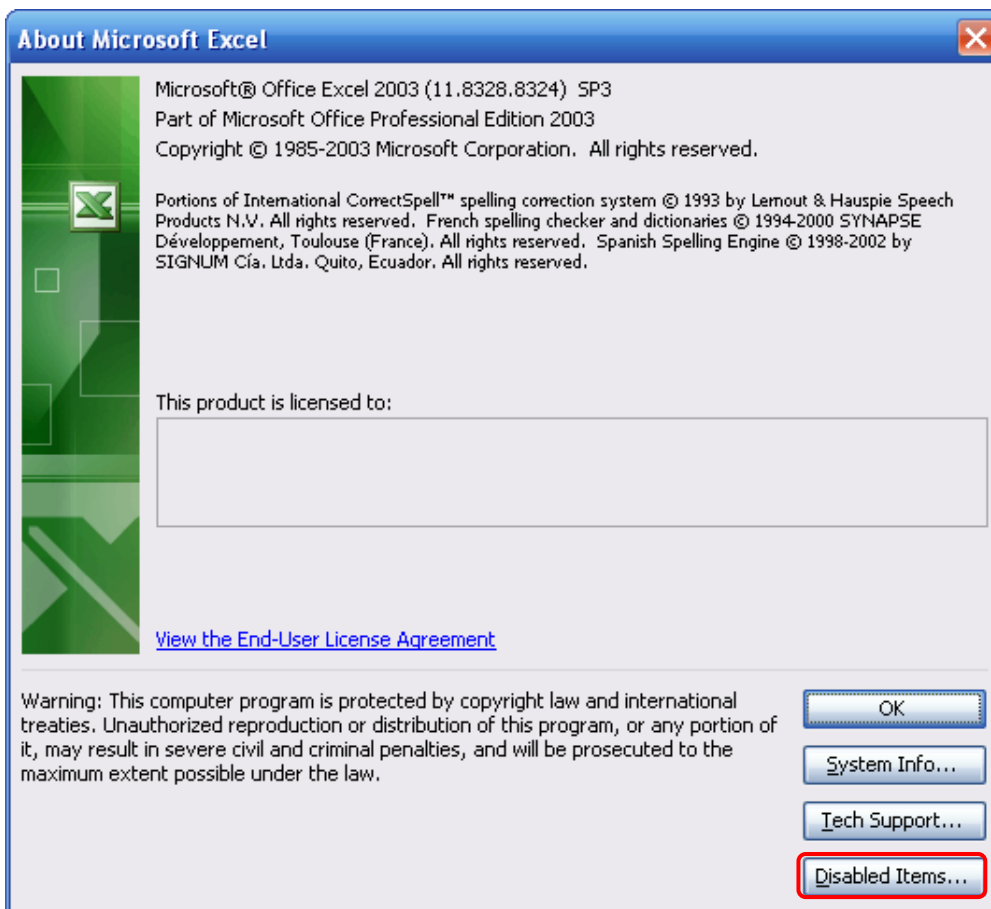 About Microsoft Excel
Microsoft® Office Excel 2003 (11.8328.8324) SP3
Part of Microsoft Office Professional Edition 2003
Copyright © 1985-2003 Microsoft Corporation. All rights reserved.
Portions of International CorrectSpell™ spelling correction system © 1993 by Lernout & Hauspie Speech
Products N.V. All rights reserved. French spelling checker and dictionaries © 1994-2000 SYNAPSE
Développement, Toulouse (France). All rights reserved. Spanish Spelling Engine © 1998-2002 by
SIGNUM Cía. Ltda. Quito, Ecuador. All rights reserved.
This product is licensed to:
View the End-User License Agreement
Warning: This computer program is protected by copyright law and international
treaties. Unauthorized reproduction or distribution of this program, or any portion of
it, may result in severe civil and criminal penalties, and will be prosecuted to the
maximum extent possible under the law.
OK
System Info...
Tech Support...
Disabled Items...